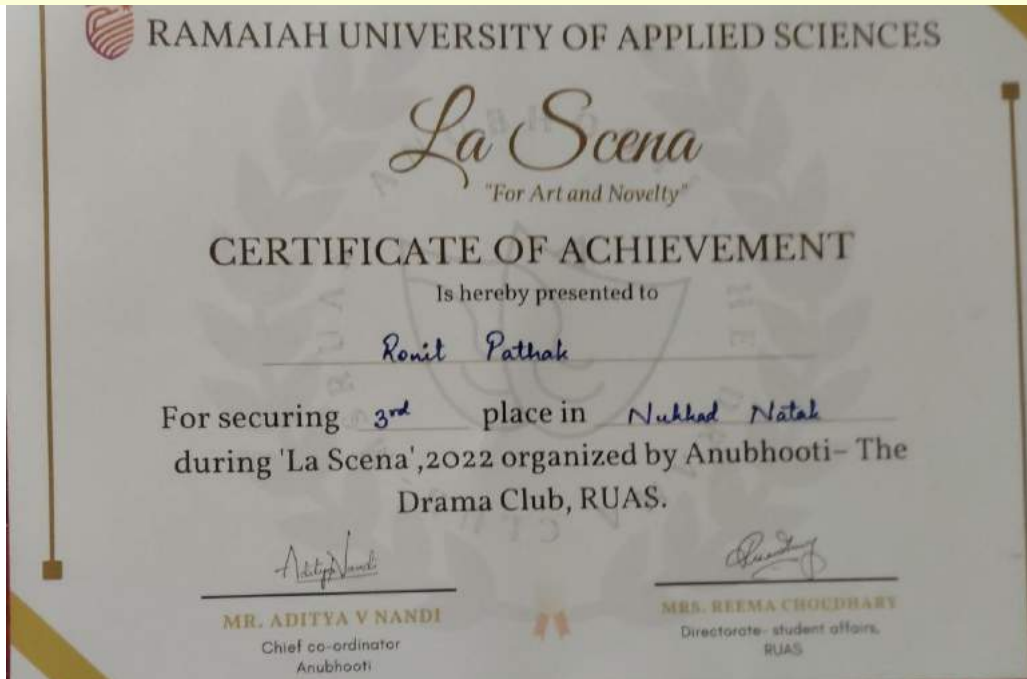 RAMAIAH UNIVERSITY OF APPLIED SCIENCES
La Scena
"For Art and Novelty"
CERTIFICATE OF ACHIEVEMENT
Is hereby presented to
Ronit Pathak
For securing 3rd place in Nukkad Natak
during 'La Scena',2022 organized by Anubhooti– The
Drama Club, RUAS.
Aditya Nandi
MR. ADITYA V NANDI
Chief co-ordinator
Anubhooti
MRS. REEMA CHOUDHARY
Directorate- student affairs,
RUAS